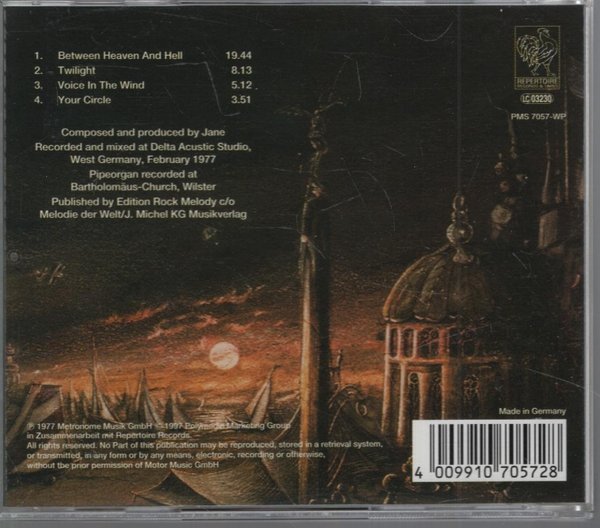 1. Between Heaven And Hell 19.44
2. Twilight 8.13
3. Voice In The Wind 5.12
4. Your Circle 3.51
Composed and produced by Jane
Recorded and mixed at Delta Acustic Studio,
West Germany, February 1977
Pipeorgan recorded at
Bartholomäus-Church, Wilster
Published by Edition Rock Melody c/o
Melodie der Welt/J. Michel KG Musikverlag
REPERTOIRE
RECORDS & TAPES
LC 03230
PMS 7057-WP
℗ 1977 Metronome Musik GmbH © 1997 Marketing Group
in Zusammenarbeit mit Repertoire Records
All rights reserved. No Part of this publication may be reproduced, stored in a retrieval system,
or transmitted, in any form or by any means, electronic, recording or otherwise,
without the prior permission of Motor Music GmbH
Made in Germany
4 009910 705728